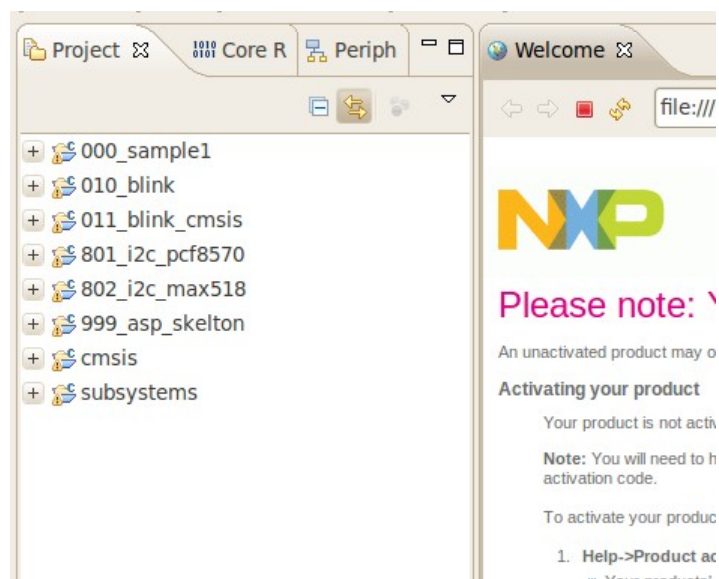 Project
Core R
Periph
Welcome
file:///
000_sample1
010_blink
011_blink_cmsis
801_i2c_pcf8570
802_i2c_max518
999_asp_skelton
cmsis
subsystems
NXP
Please note: Y
An unactivated product may o
Activating your product
Your product is not activ
Note: You will need to h
activation code.
To activate your produc
1. Help->Product ac